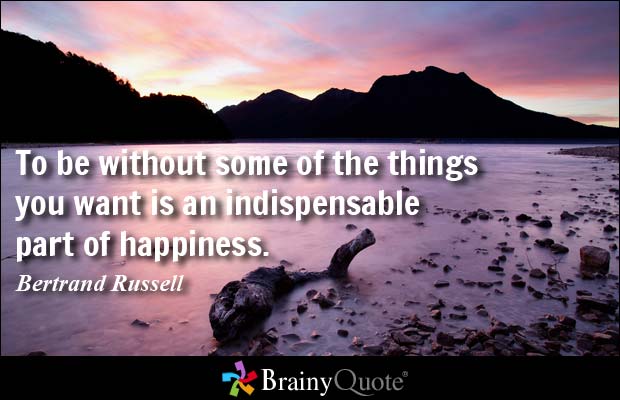 To be without some of the things
you want is an indispensable
part of happiness.
Bertrand Russell
BrainyQuote®